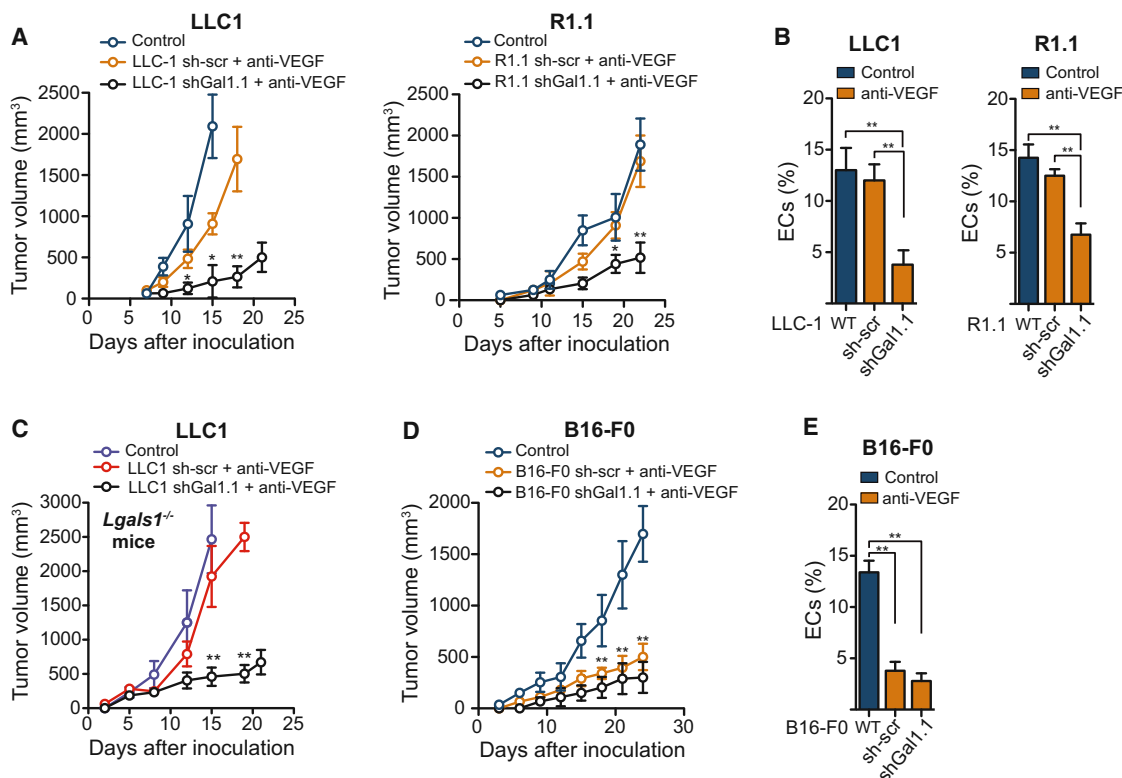 A
LLC1
Control
LLC-1 sh-scr + anti-VEGF
LLC-1 shGal1.1 + anti-VEGF
Tumor volume (mm³)
2500
2000
1500
1000
500
0
* * **
0 5 10 15 20 25
Days after inoculation
R1.1
Control
R1.1 sh-scr + anti-VEGF
R1.1 shGal1.1 + anti-VEGF
Tumor volume (mm³)
2500
2000
1500
1000
500
0
* **
0 5 10 15 20 25
Days after inoculation
B
LLC1
Control
anti-VEGF
ECs (%)
20
15
10
5
**
**
LLC-1 WT sh-scr shGal1.1
R1.1
Control
anti-VEGF
ECs (%)
20
15
10
5
**
**
R1.1 WT sh-scr shGal1.1
C
LLC1
Control
LLC1 sh-scr + anti-VEGF
LLC1 shGal1.1 + anti-VEGF
Lgals1-/-
mice
Tumor volume (mm³)
3000
2500
2000
1500
1000
500
0
** **
0 5 10 15 20 25
Days after inoculation
D
B16-F0
Control
B16-F0 sh-scr + anti-VEGF
B16-F0 shGal1.1 + anti-VEGF
Tumor volume (mm³)
2000
1500
1000
500
0
** ** **
0 10 20 30
Days after inoculation
E
B16-F0
Control
anti-VEGF
ECs (%)
20
15
10
5
**
**
B16-F0 WT sh-scr shGal1.1